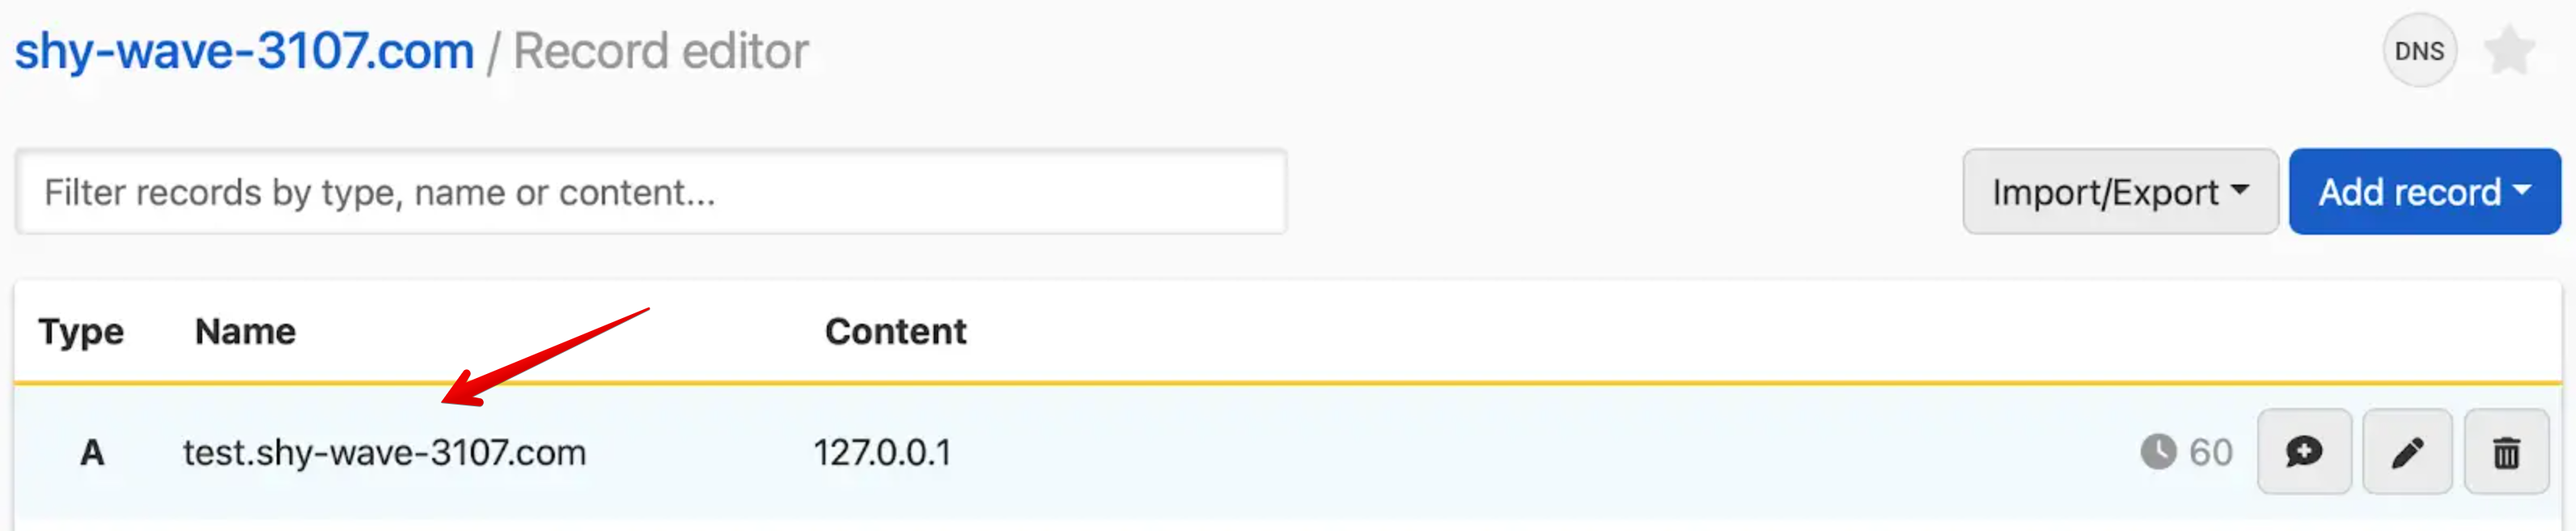 shy-wave-3107.com / Record editor
DNS
Filter records by type, name or content...
Import/Export
Add record
Type Name Content
A test.shy-wave-3107.com 127.0.0.1 60